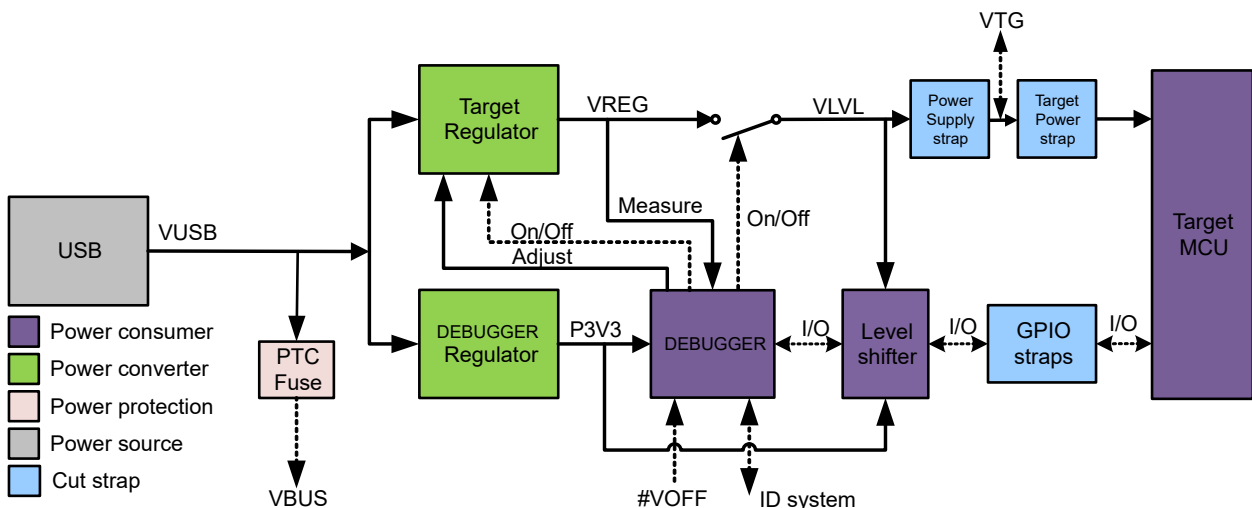 VTG
Target
Regulator
VREG
VLVL
Power
Supply
strap
Target
Power
strap
Measure
On/Off
On/Off
Adjust
USB
VUSB
Target
MCU
Power consumer
Power converter
Power protection
Power source
Cut strap
PTC
Fuse
VBUS
DEBUGGER
Regulator
P3V3
DEBUGGER
I/O
Level
shifter
I/O
GPIO
straps
I/O
#VOFF
ID system